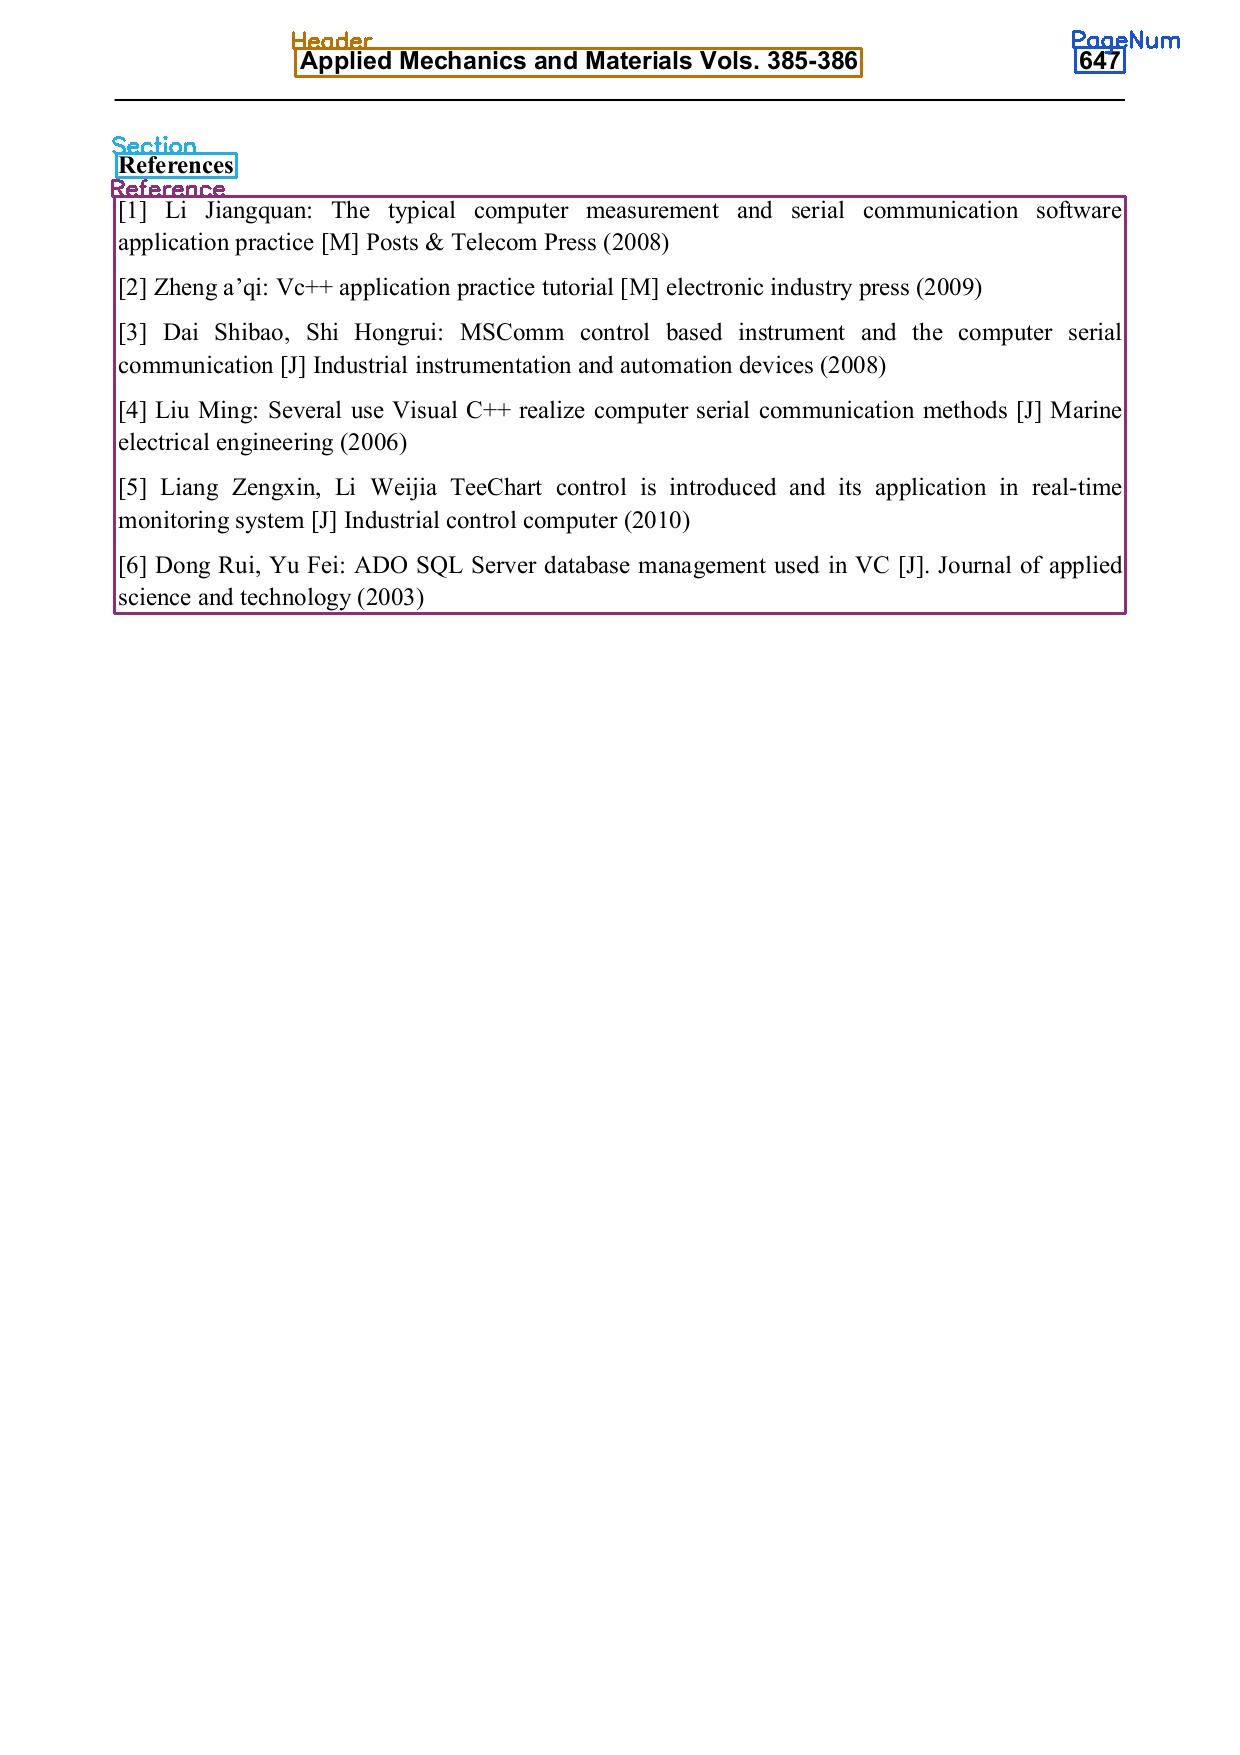 Header
PageNum
Applied Mechanics and Materials Vols. 385-386
647
Section
References
Reference
[1] Li Jiangquan: The typical computer measurement and serial communication software
application practice [M] Posts & Telecom Press (2008)
[2] Zheng a’qi: Vc++ application practice tutorial [M] electronic industry press (2009)
[3] Dai Shibao, Shi Hongrui: MSComm control based instrument and the computer serial
communication [J] Industrial instrumentation and automation devices (2008)
[4] Liu Ming: Several use Visual C++ realize computer serial communication methods [J] Marine
electrical engineering (2006)
[5] Liang Zengxin, Li Weijia TeeChart control is introduced and its application in real-time
monitoring system [J] Industrial control computer (2010)
[6] Dong Rui, Yu Fei: ADO SQL Server database management used in VC [J]. Journal of applied
science and technology (2003)